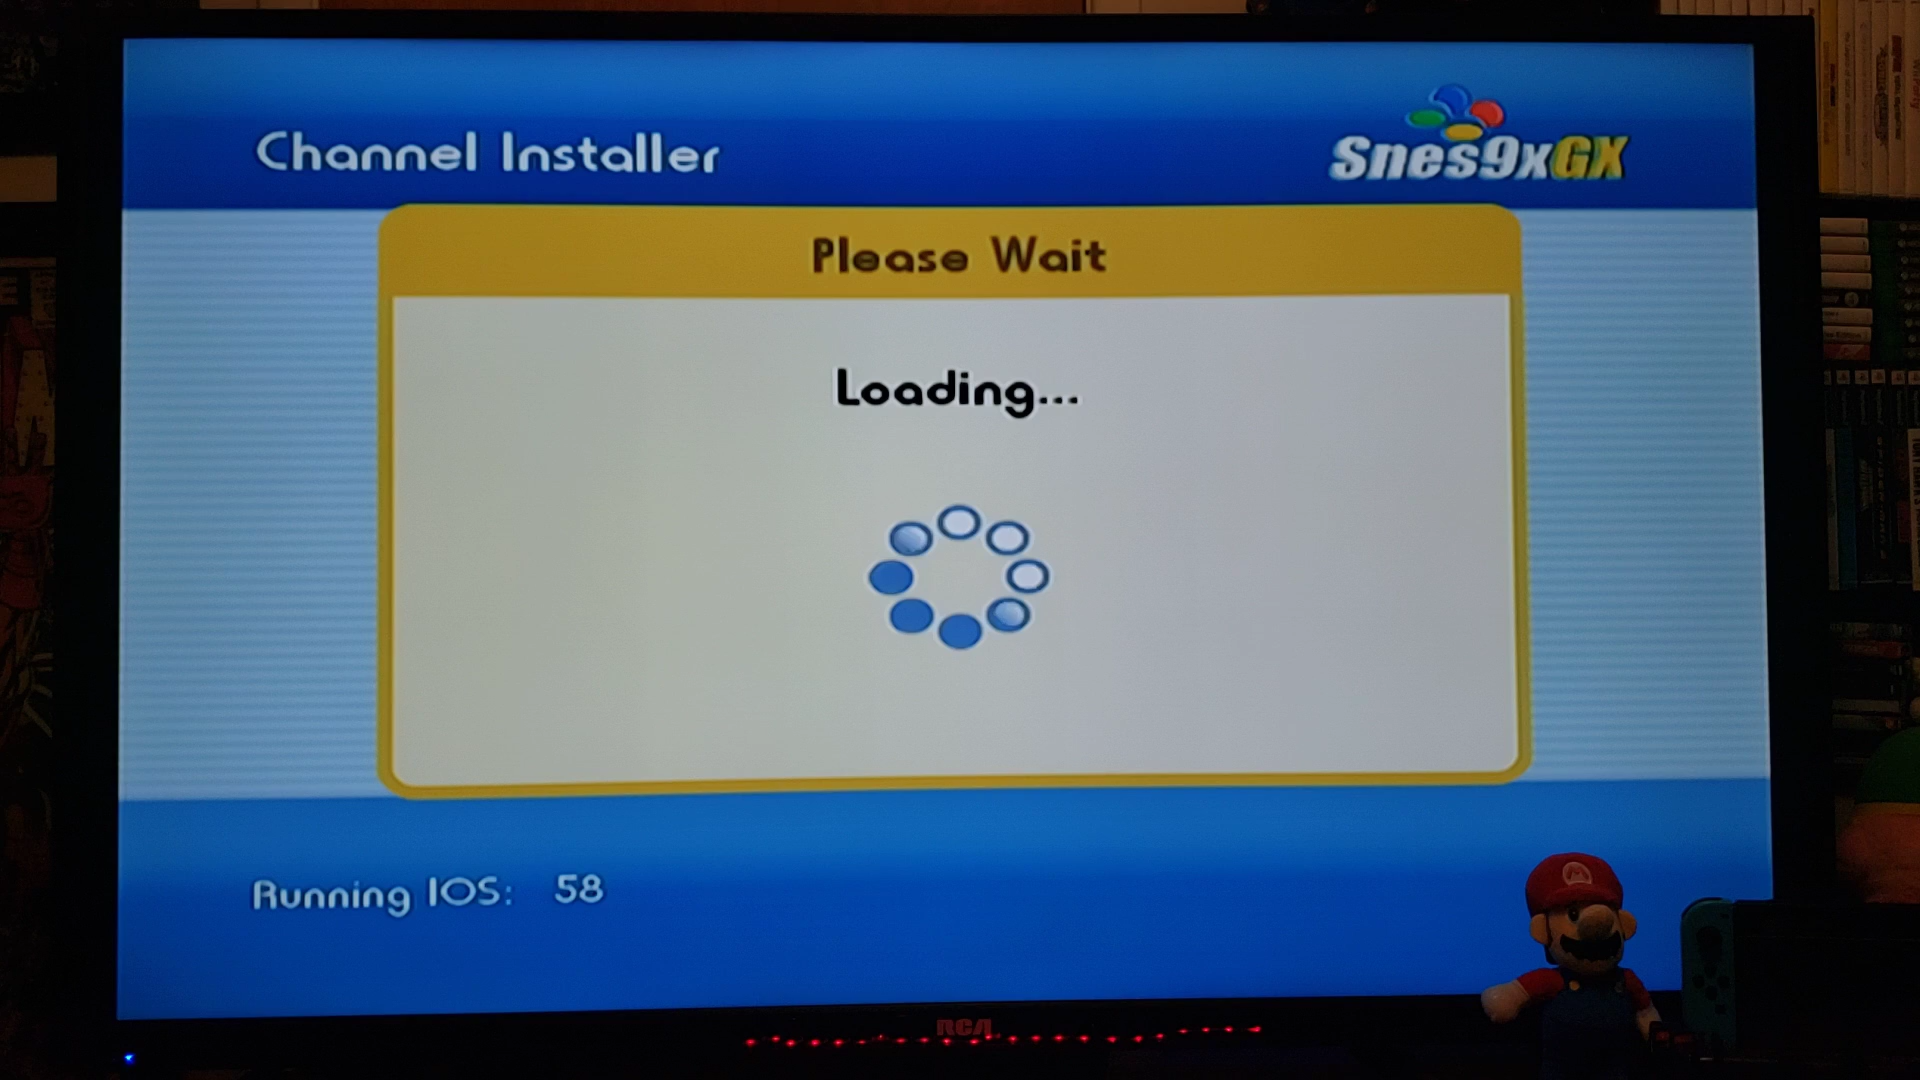 Channel Installer
Snes9xGX
Please Wait
Loading...
Running IOS: 58
M
RCA